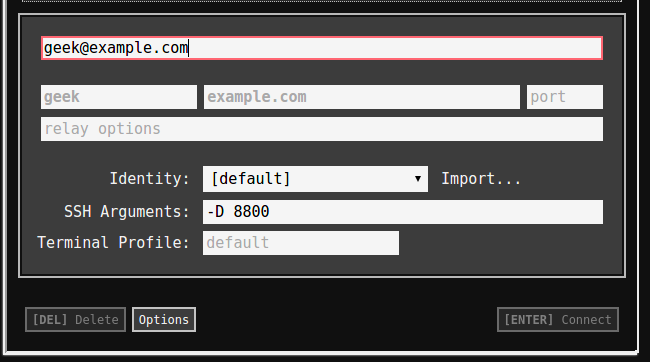 geek@example.com
geek example.com port
relay options
Identity: [default] Import...
SSH Arguments: -D 8800
Terminal Profile: default
[DEL] Delete Options [ENTER] Connect